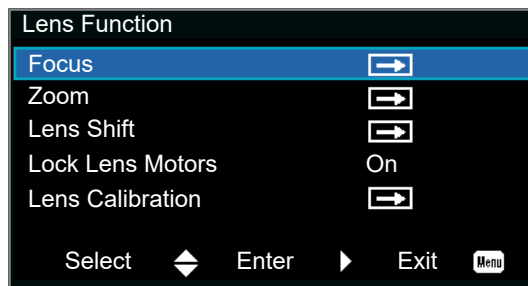 Lens Function
Focus
Zoom
Lens Shift
Lock Lens Motors On
Lens Calibration
Select Enter Exit Menu